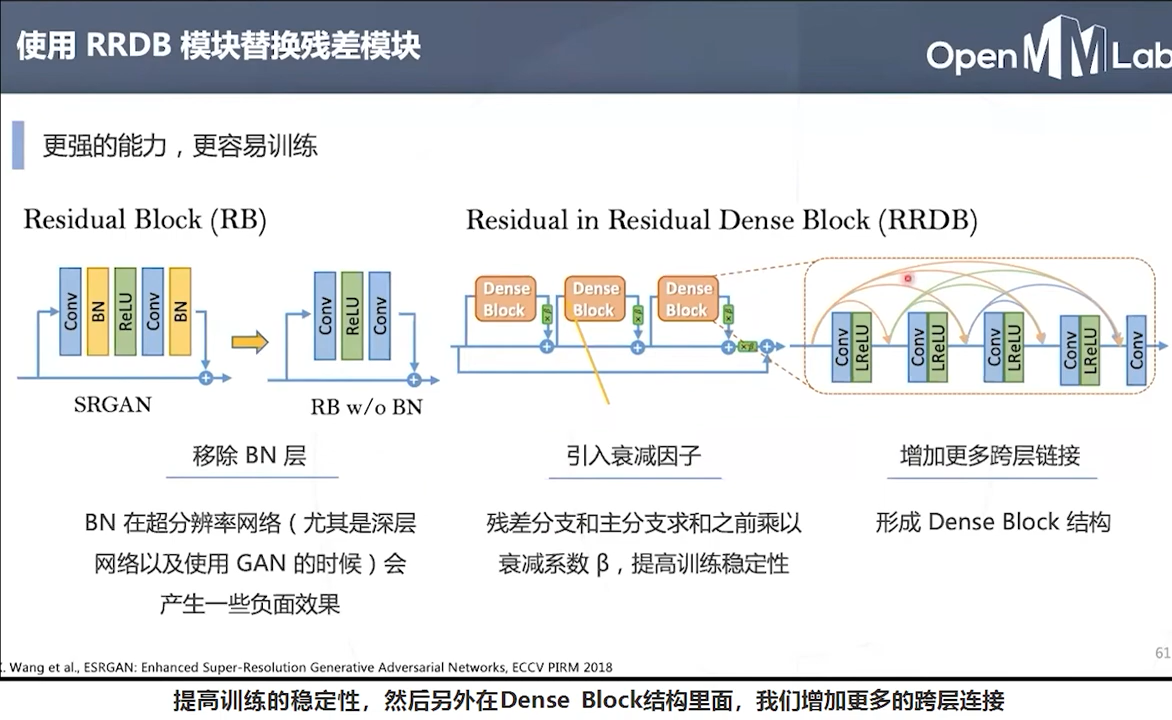 使用 RRDB 模块替换残差模块
Open MM Lab
更强的能力，更容易训练
Residual Block (RB)
Residual in Residual Dense Block (RRDB)
Conv
BN
ReLU
Conv
BN
SRGAN
Conv
ReLU
Conv
RB w/o BN
Dense Block
×β
Dense Block
×β
Dense Block
×β
×β
Conv
LReLU
Conv
LReLU
Conv
LReLU
Conv
LReLU
Conv
移除 BN 层
BN 在超分辨率网络（尤其是深层
网络以及使用 GAN 的时候）会
产生一些负面效果
引入衰减因子
残差分支和主分支求和之前乘以
衰减系数 β，提高训练稳定性
增加更多跨层链接
形成 Dense Block 结构
. Wang et al., ESRGAN: Enhanced Super-Resolution Generative Adversarial Networks, ECCV PIRM 2018
61
提高训练的稳定性，然后另外在Dense Block结构里面，我们增加更多的跨层连接